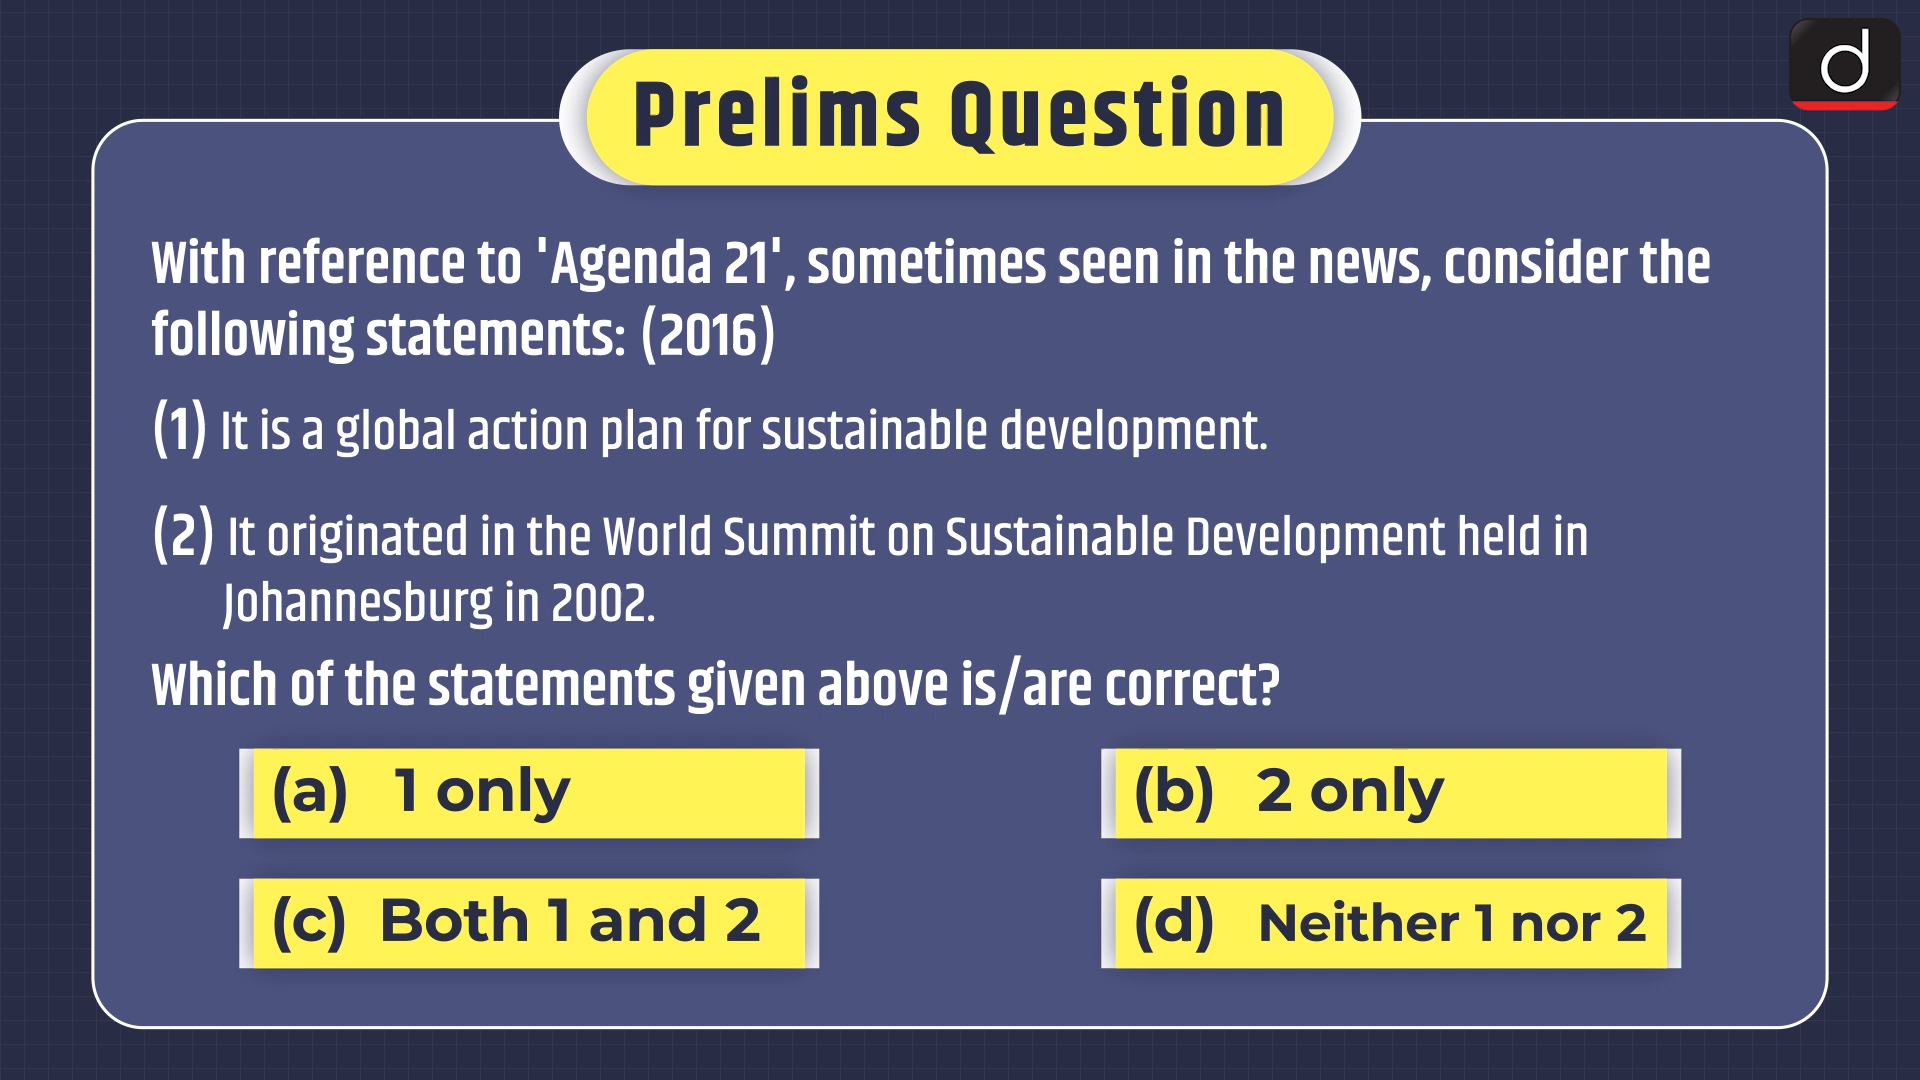 Prelims Question
d
With reference to 'Agenda 21', sometimes seen in the news, consider the
following statements: (2016)
(1) It is a global action plan for sustainable development.
(2) It originated in the World Summit on Sustainable Development held in
Johannesburg in 2002.
Which of the statements given above is/are correct?
(a) 1 only
(b) 2 only
(c) Both 1 and 2
(d) Neither 1 nor 2